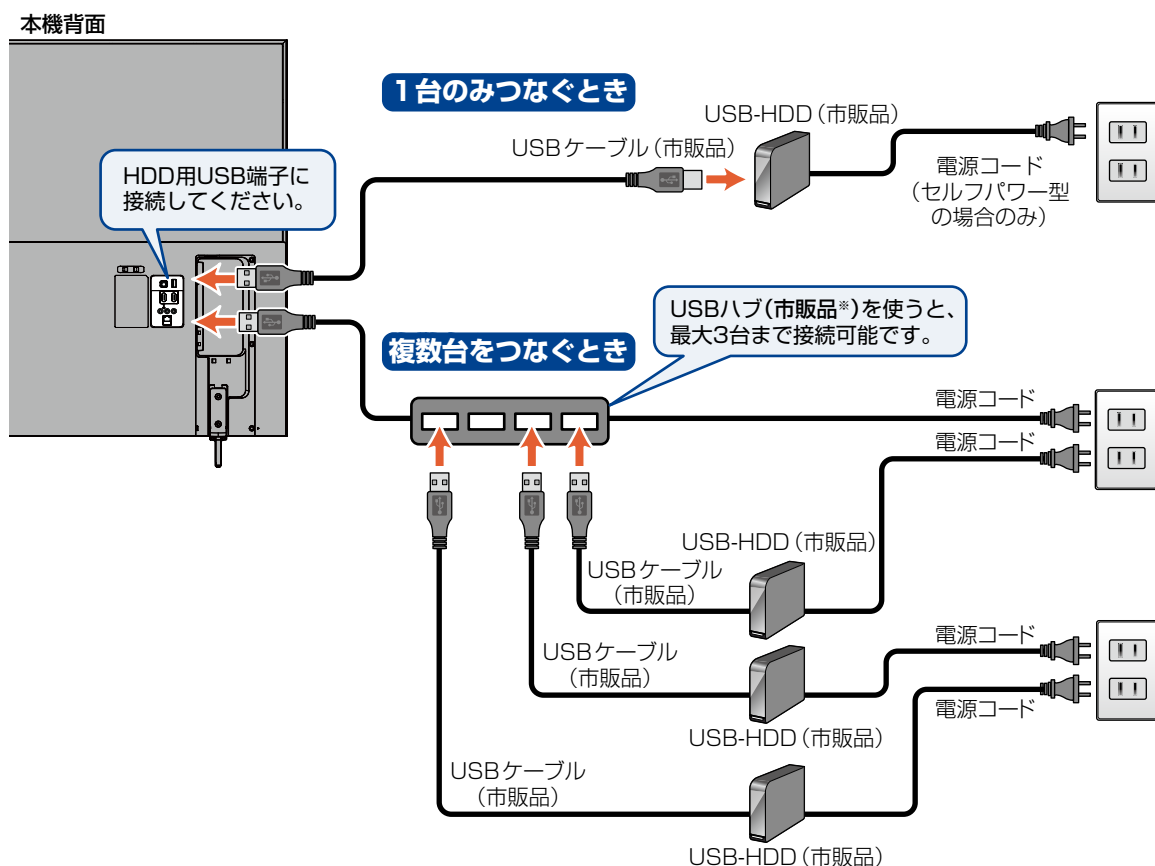 本機背面
1台のみつなぐとき
USB-HDD（市販品）
USBケーブル（市販品）
電源コード
（セルフパワー型
の場合のみ）
HDD用USB端子に
接続してください。
USBハブ(市販品※)を使うと、
最大3台まで接続可能です。
複数台をつなぐとき
電源コード
電源コード
USB-HDD（市販品）
USBケーブル
（市販品）
電源コード
USBケーブル
（市販品）
電源コード
USB-HDD（市販品）
USBケーブル
（市販品）
USB-HDD（市販品）